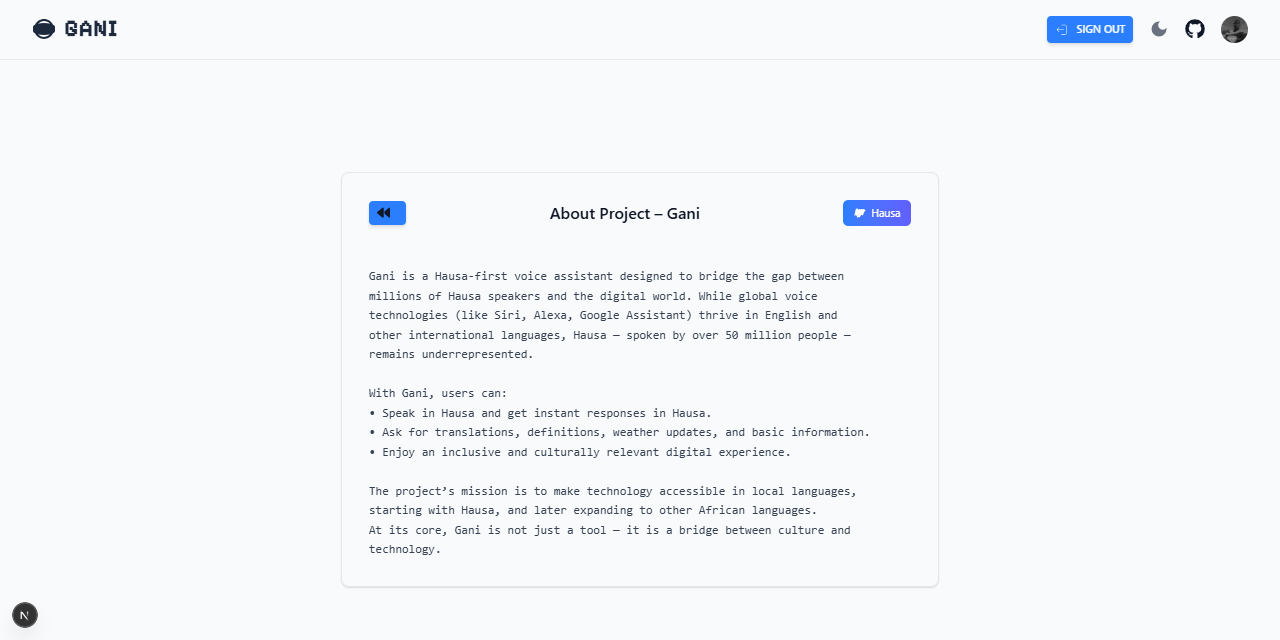 GANI
SIGN OUT
About Project – Gani
Hausa
Gani is a Hausa-first voice assistant designed to bridge the gap between
millions of Hausa speakers and the digital world. While global voice
technologies (like Siri, Alexa, Google Assistant) thrive in English and
other international languages, Hausa — spoken by over 50 million people —
remains underrepresented.
With Gani, users can:
• Speak in Hausa and get instant responses in Hausa.
• Ask for translations, definitions, weather updates, and basic information.
• Enjoy an inclusive and culturally relevant digital experience.
The project’s mission is to make technology accessible in local languages,
starting with Hausa, and later expanding to other African languages.
At its core, Gani is not just a tool — it is a bridge between culture and
technology.
N